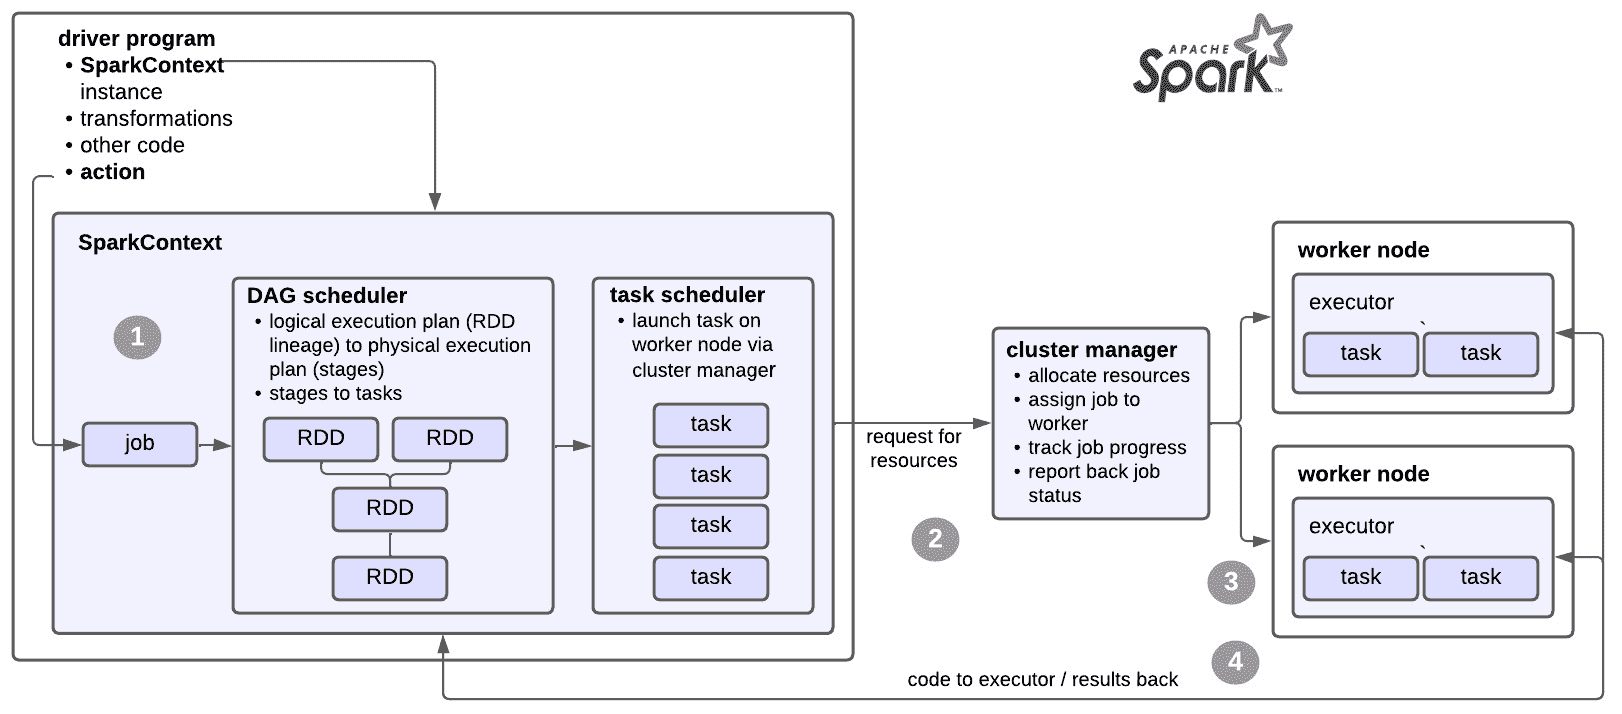 driver program
• SparkContext
instance
• transformations
• other code
• action
APACHE
Spark™
SparkContext
1
job
DAG scheduler
• logical execution plan (RDD
lineage) to physical execution
plan (stages)
• stages to tasks
RDD
RDD
RDD
RDD
task scheduler
• launch task on
worker node via
cluster manager
task
task
task
task
request for
resources
2
cluster manager
• allocate resources
• assign job to
worker
• track job progress
• report back job
status
worker node
executor
`
task
task
worker node
executor
`
task
task
3
4
code to executor / results back